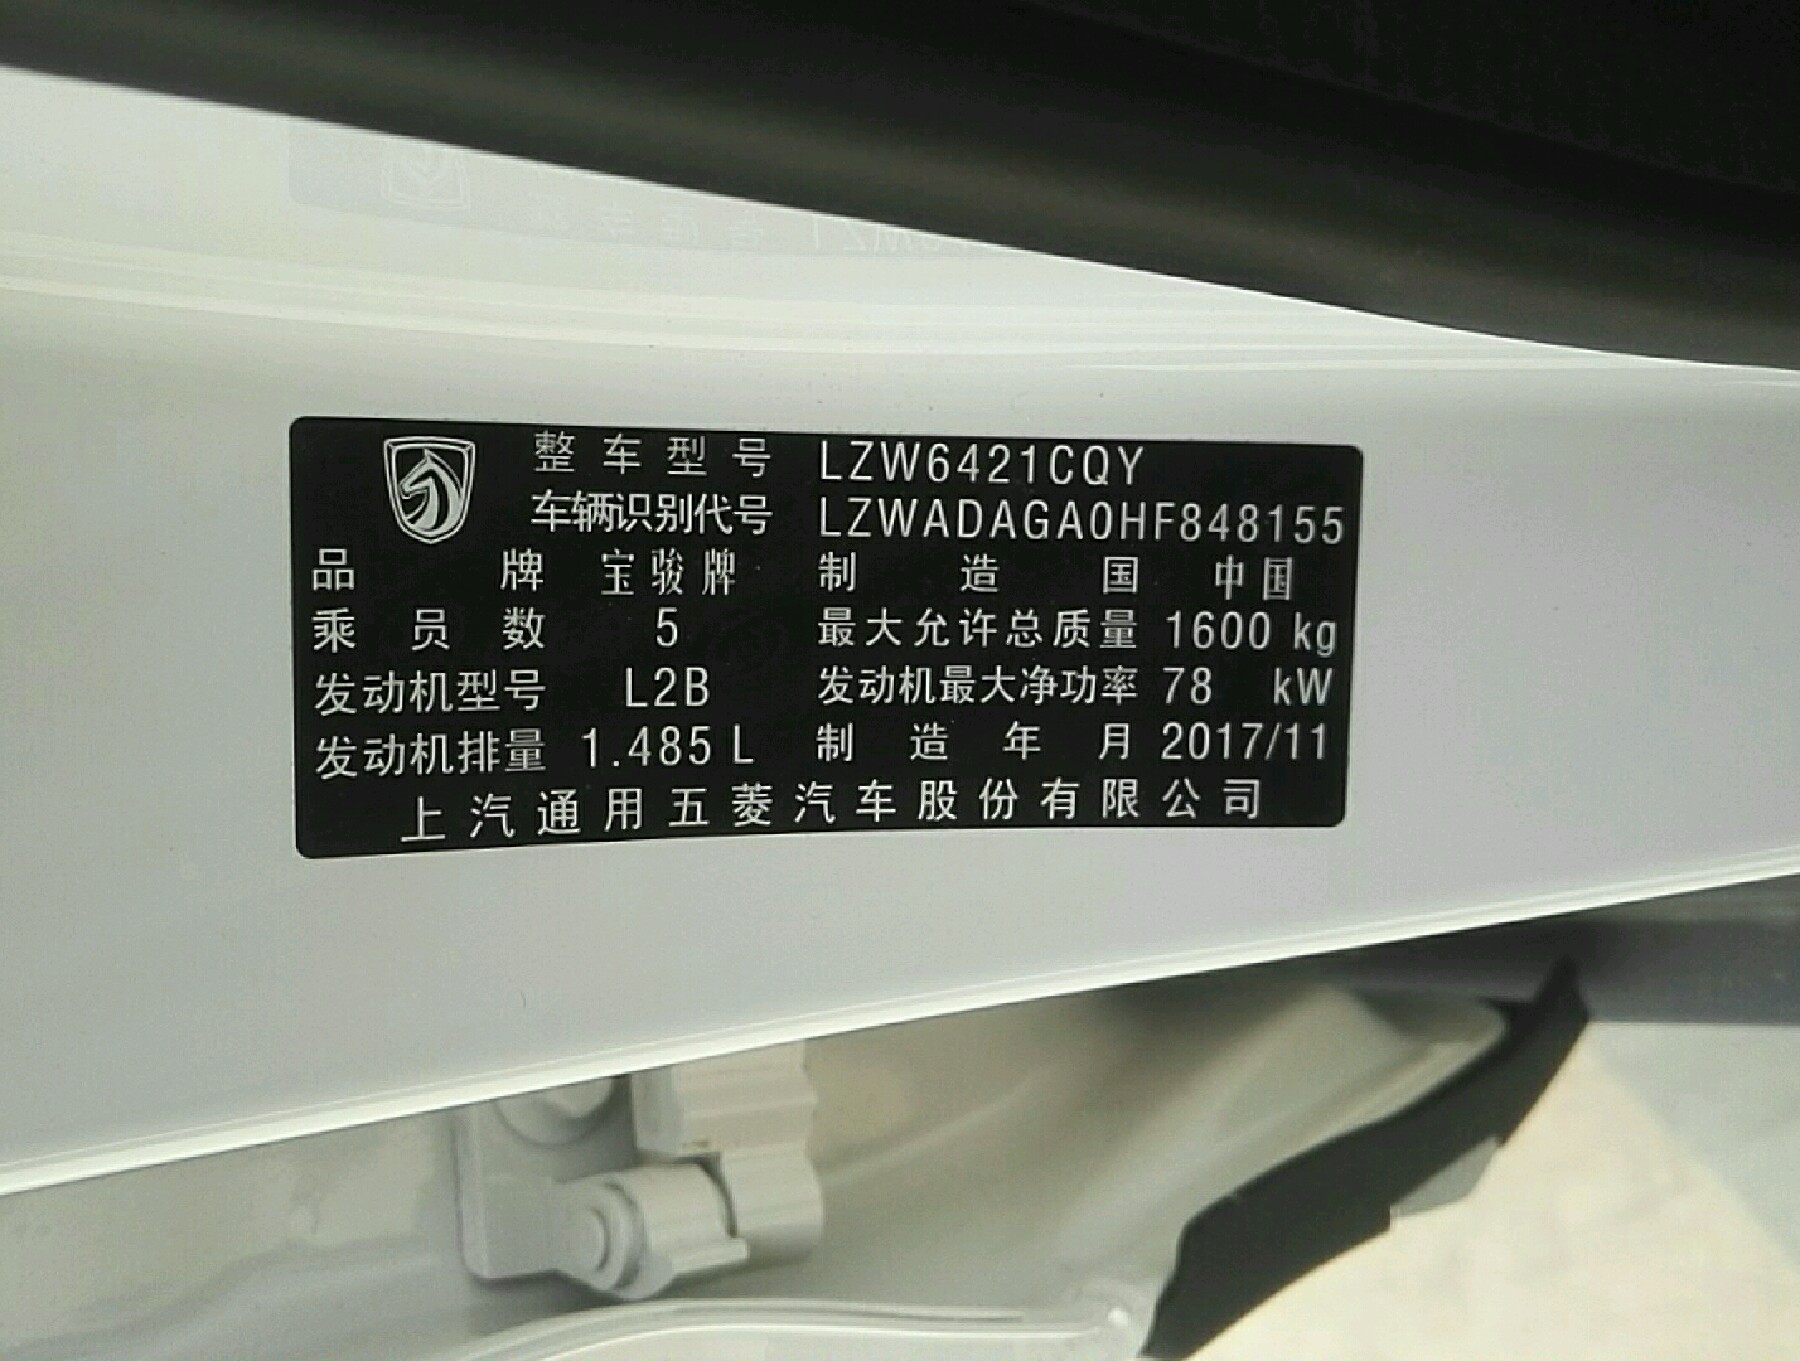 整车型号 LZW6421CQY
车辆识别代号 LZWADAGA0HF848155
品牌 宝骏牌 制造国 中国
乘员数 5 最大允许总质量 1600 kg
发动机型号 L2B 发动机最大净功率 78 kW
发动机排量 1.485 L 制造年月 2017/11
上汽通用五菱汽车股份有限公司